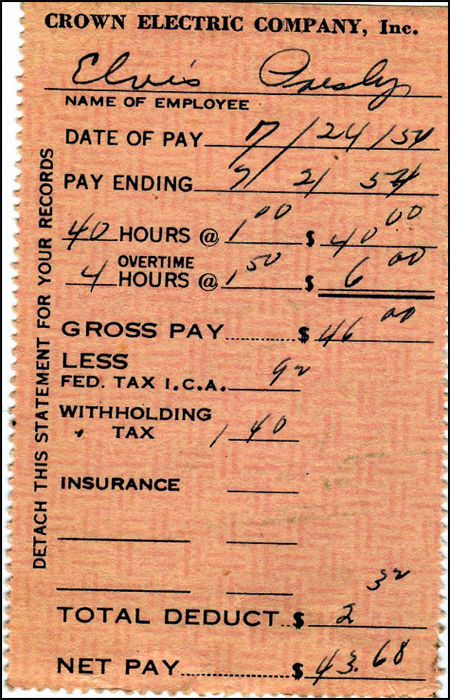 CROWN ELECTRIC COMPANY, Inc.
Elvis Presly
NAME OF EMPLOYEE
DATE OF PAY 7/24/54
PAY ENDING 7 21 54
40 HOURS @ 1.00 $ 40 00
OVERTIME
4 HOURS @ 1.50 $ 6 00
GROSS PAY $ 46 00
LESS
FED. TAX I.C.A. 92
WITHHOLDING
TAX 1 40
INSURANCE
TOTAL DEDUCT $ 2 32
NET PAY $ 43.68
DETACH THIS STATEMENT FOR YOUR RECORDS